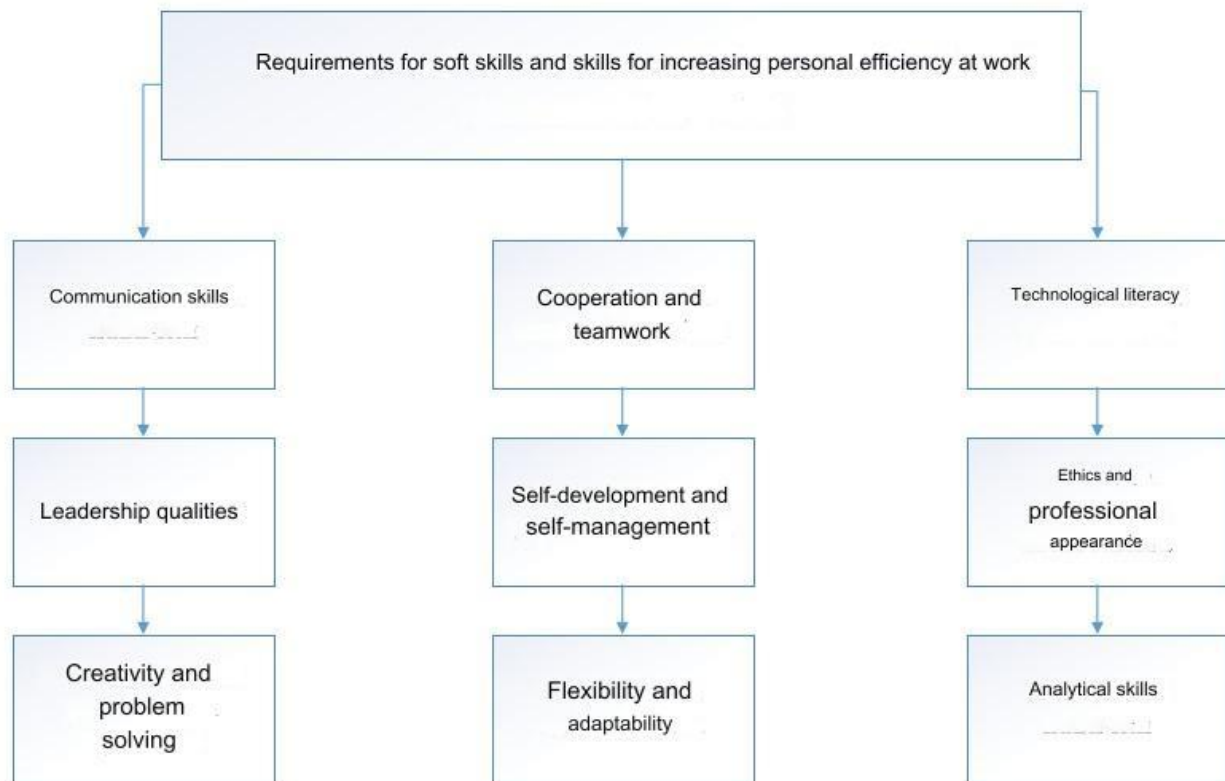 Requirements for soft skills and skills for increasing personal efficiency at work
Communication skills
Cooperation and
teamwork
Technological literacy
Leadership qualities
Self-development and
self-management
Ethics and
professional
appearance
Creativity and
problem
solving
Flexibility and
adaptability
Analytical skills